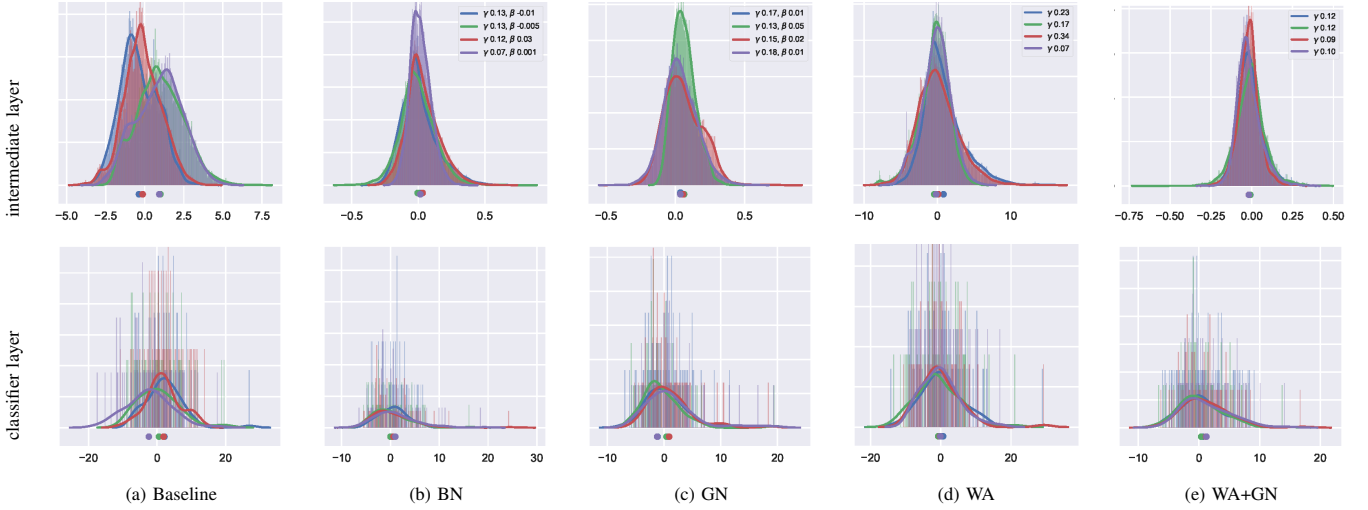 intermediate layer
γ 0.13, β -0.01
γ 0.13, β -0.005
γ 0.12, β 0.03
γ 0.07, β 0.001
γ 0.17, β 0.01
γ 0.13, β 0.05
γ 0.15, β 0.02
γ 0.18, β 0.01
γ 0.23
γ 0.17
γ 0.34
γ 0.07
γ 0.12
γ 0.12
γ 0.09
γ 0.10
−5.0 −2.5 0.0 2.5 5.0 7.5
−0.5 0.0 0.5
−0.5 0.0 0.5
−10 0 10
−0.75 −0.50 −0.25 0.00 0.25 0.50
classifier layer
−20 0 20
−10 0 10 20 30
−10 0 10 20
−20 0 20
−10 0 10 20
(a) Baseline
(b) BN
(c) GN
(d) WA
(e) WA+GN